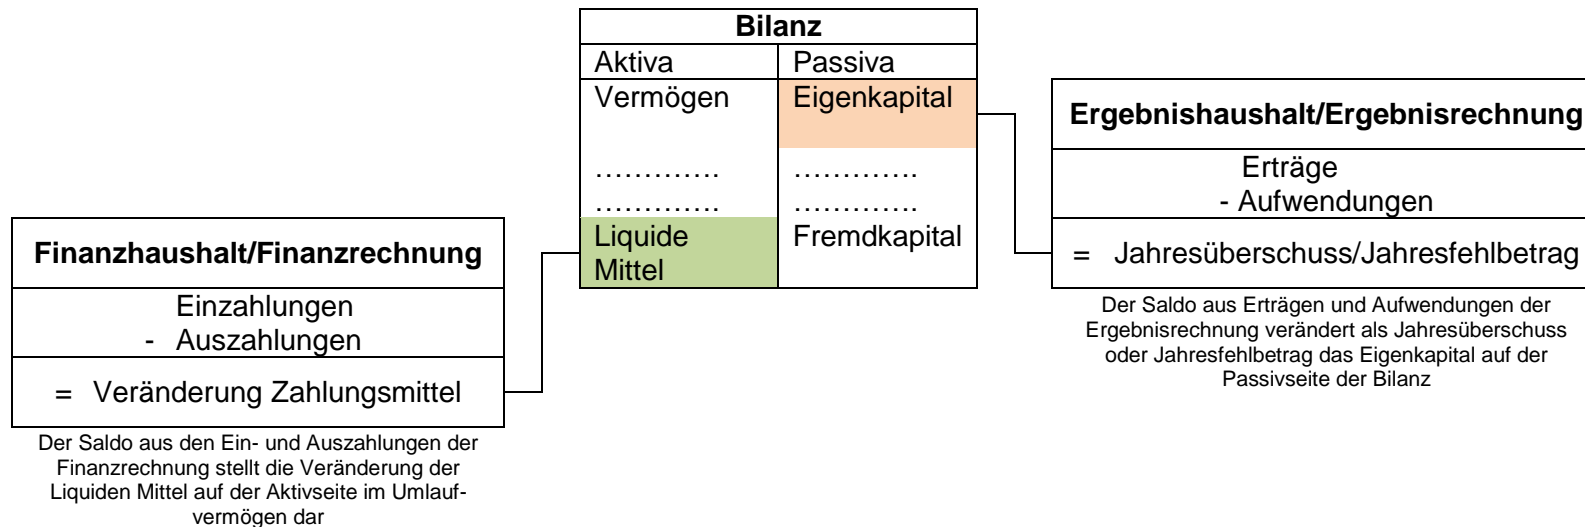 Bilanz
Aktiva Passiva
Vermögen Eigenkapital
…………. ………….
…………. ………….
Liquide Fremdkapital
Mittel
Finanzhaushalt/Finanzrechnung
Einzahlungen
- Auszahlungen
= Veränderung Zahlungsmittel
Der Saldo aus den Ein- und Auszahlungen der
Finanzrechnung stellt die Veränderung der
Liquiden Mittel auf der Aktivseite im Umlauf-
vermögen dar
Ergebnishaushalt/Ergebnisrechnung
Erträge
- Aufwendungen
= Jahresüberschuss/Jahresfehlbetrag
Der Saldo aus Erträgen und Aufwendungen der
Ergebnisrechnung verändert als Jahresüberschuss
oder Jahresfehlbetrag das Eigenkapital auf der
Passivseite der Bilanz